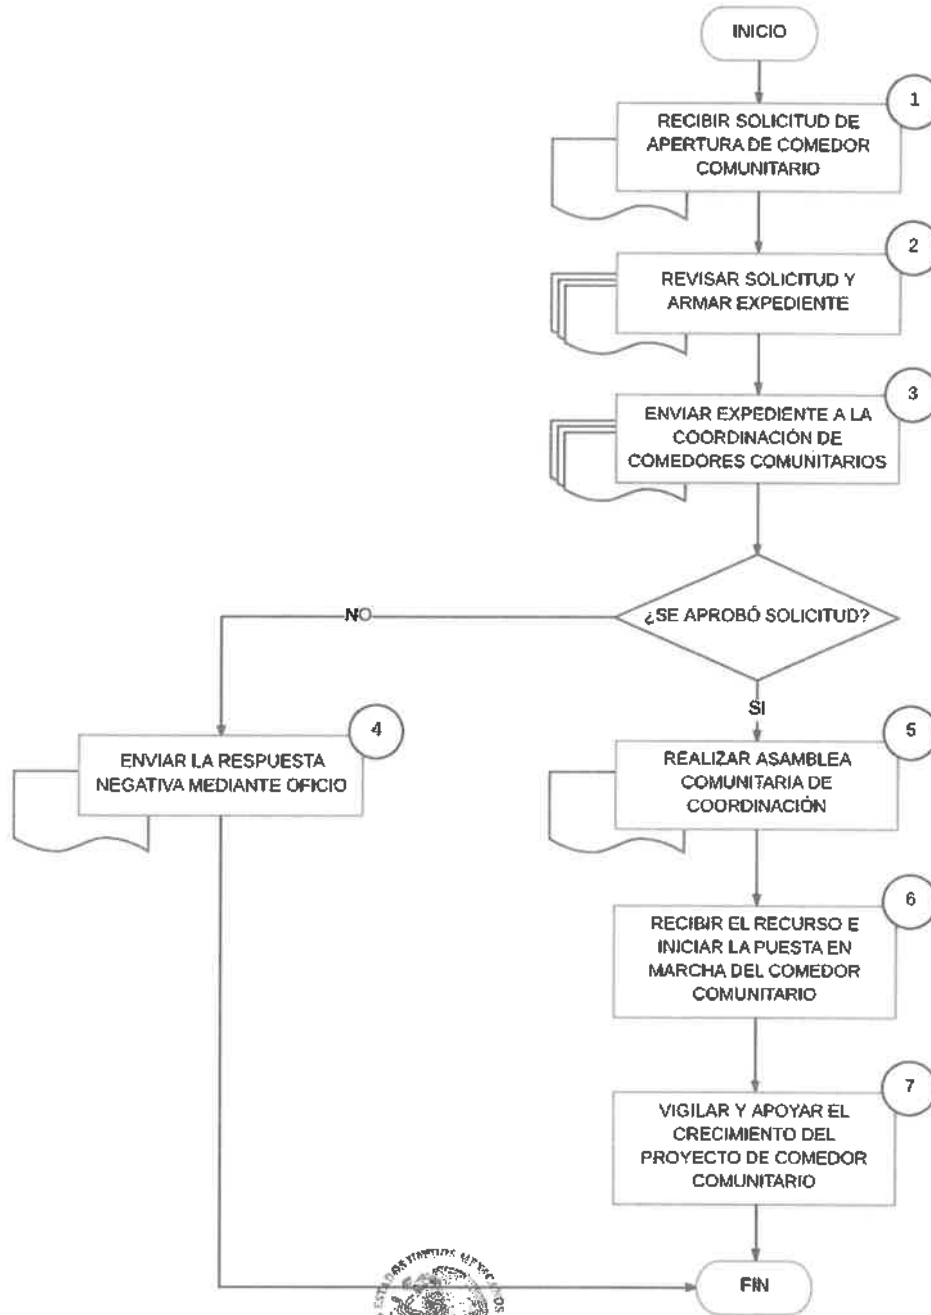 INICIO
1
RECIBIR SOLICITUD DE
APERTURA DE COMEDOR
COMUNITARIO
2
REVISAR SOLICITUD Y
ARMAR EXPEDIENTE
3
ENVIAR EXPEDIENTE A LA
COORDINACIÓN DE
COMEDORES COMUNITARIOS
¿SE APROBÓ SOLICITUD?
NO
SI
4
ENVIAR LA RESPUESTA
NEGATIVA MEDIANTE OFICIO
5
REALIZAR ASAMBLEA
COMUNITARIA DE
COORDINACIÓN
6
RECIBIR EL RECURSO E
INICIAR LA PUESTA EN
MARCHA DEL COMEDOR
COMUNITARIO
7
VIGILAR Y APOYAR EL
CRECIMIENTO DEL
PROYECTO DE COMEDOR
COMUNITARIO
FIN